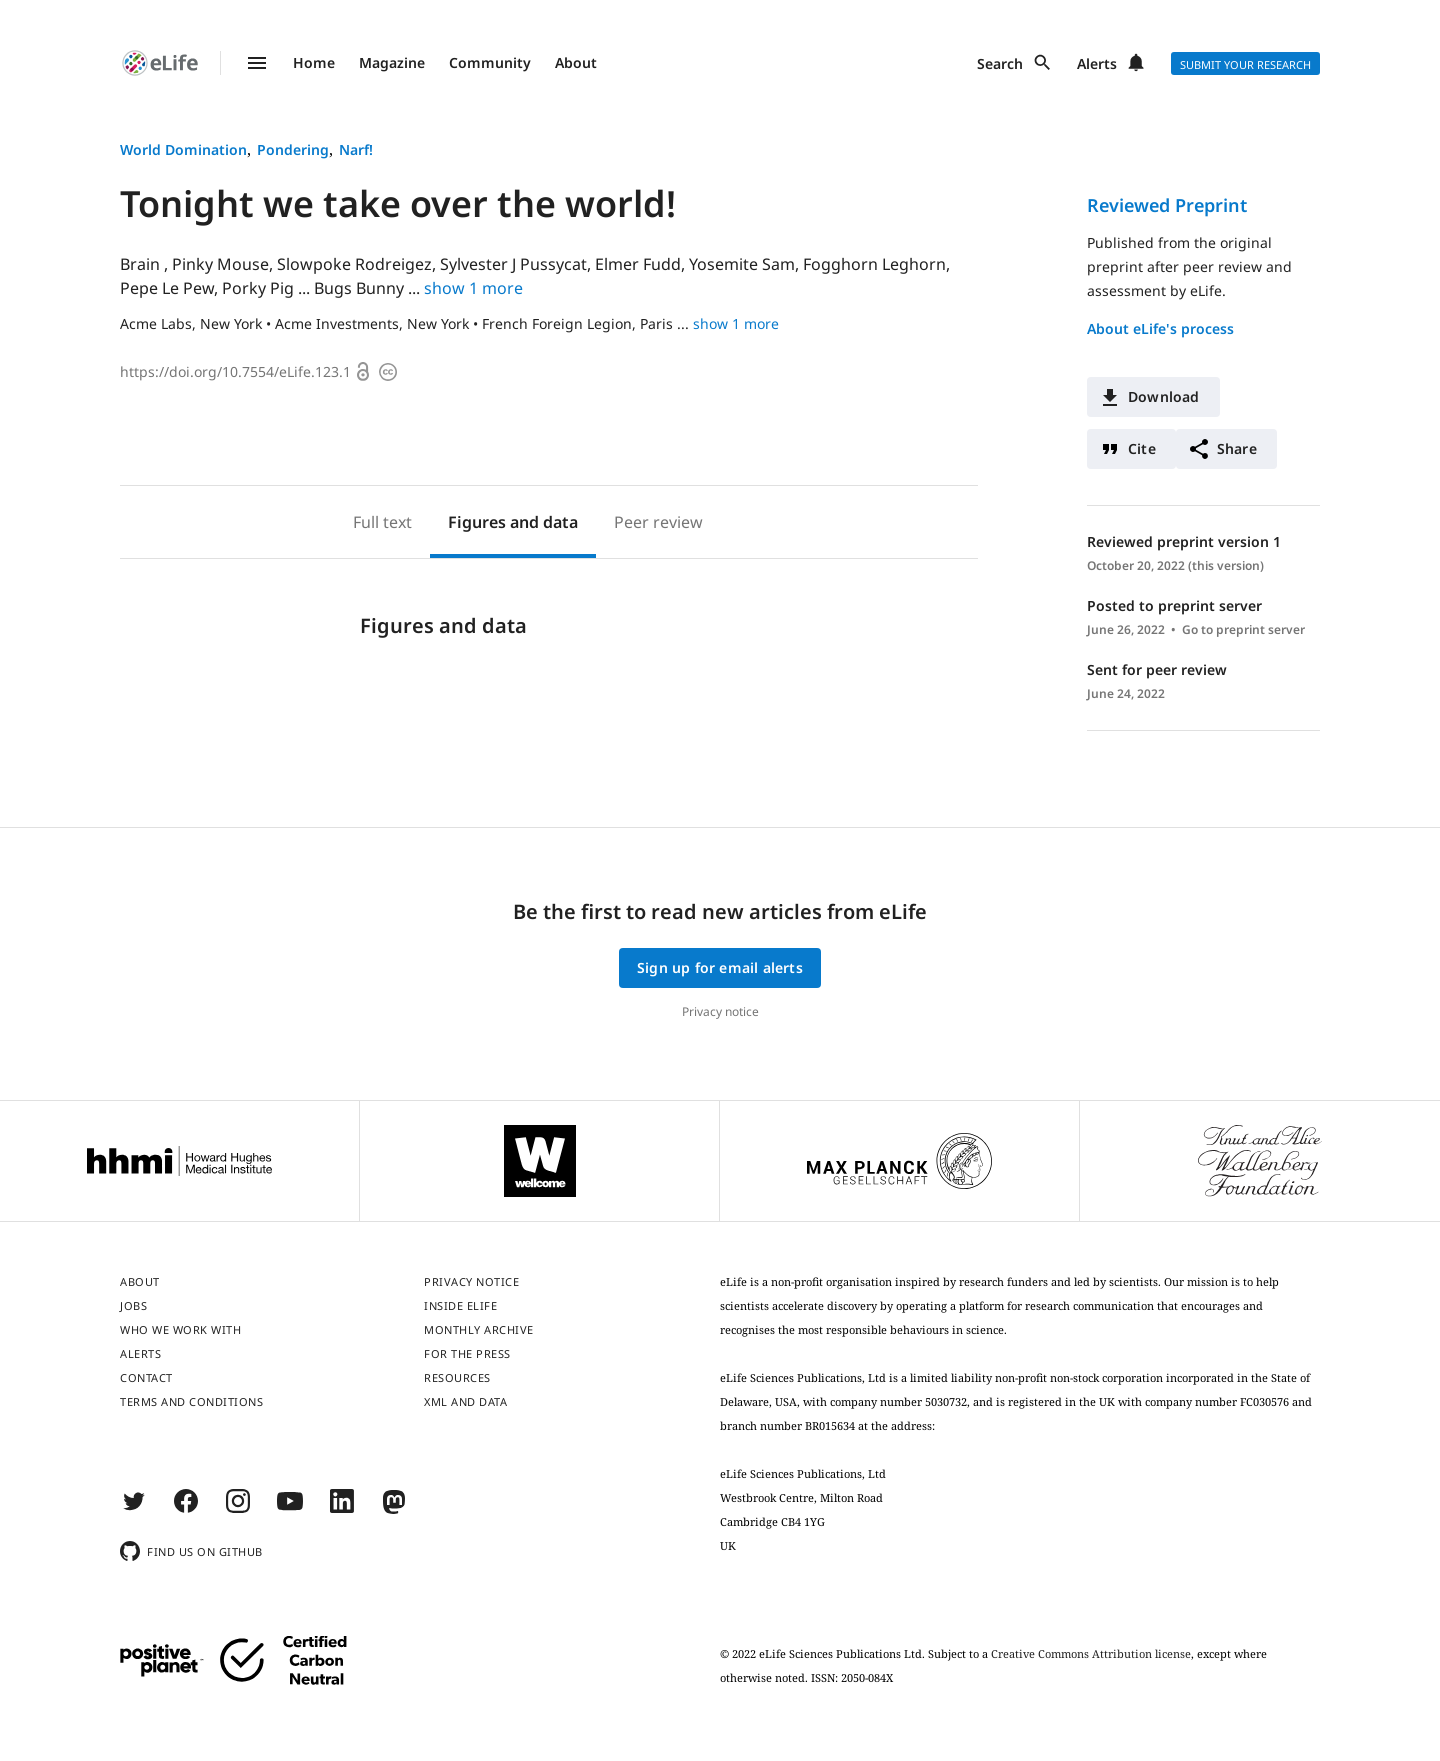 eLife
Home Magazine Community About
Search Alerts SUBMIT YOUR RESEARCH
World Domination, Pondering, Narf!
Tonight we take over the world!
Brain , Pinky Mouse, Slowpoke Rodreigez, Sylvester J Pussycat, Elmer Fudd, Yosemite Sam, Fogghorn Leghorn,
Pepe Le Pew, Porky Pig ... Bugs Bunny ... show 1 more
Acme Labs, New York • Acme Investments, New York • French Foreign Legion, Paris ... show 1 more
https://doi.org/10.7554/eLife.123.1
cc
Full text Figures and data Peer review
Figures and data
Reviewed Preprint
Published from the original
preprint after peer review and
assessment by eLife.
About eLife's process
Download
Cite Share
Reviewed preprint version 1
October 20, 2022 (this version)
Posted to preprint server
June 26, 2022 • Go to preprint server
Sent for peer review
June 24, 2022
Be the first to read new articles from eLife
Sign up for email alerts
Privacy notice
hhmi Howard Hughes
Medical Institute
W
wellcome
MAX PLANCK
GESELLSCHAFT
Knut and Alice
Wallenberg
Foundation
ABOUT
JOBS
WHO WE WORK WITH
ALERTS
CONTACT
TERMS AND CONDITIONS
PRIVACY NOTICE
INSIDE ELIFE
MONTHLY ARCHIVE
FOR THE PRESS
RESOURCES
XML AND DATA
FIND US ON GITHUB
eLife is a non-profit organisation inspired by research funders and led by scientists. Our mission is to help
scientists accelerate discovery by operating a platform for research communication that encourages and
recognises the most responsible behaviours in science.
eLife Sciences Publications, Ltd is a limited liability non-profit non-stock corporation incorporated in the State of
Delaware, USA, with company number 5030732, and is registered in the UK with company number FC030576 and
branch number BR015634 at the address:
eLife Sciences Publications, Ltd
Westbrook Centre, Milton Road
Cambridge CB4 1YG
UK
positive
planet
Certified
Carbon
Neutral
© 2022 eLife Sciences Publications Ltd. Subject to a Creative Commons Attribution license, except where
otherwise noted. ISSN: 2050-084X